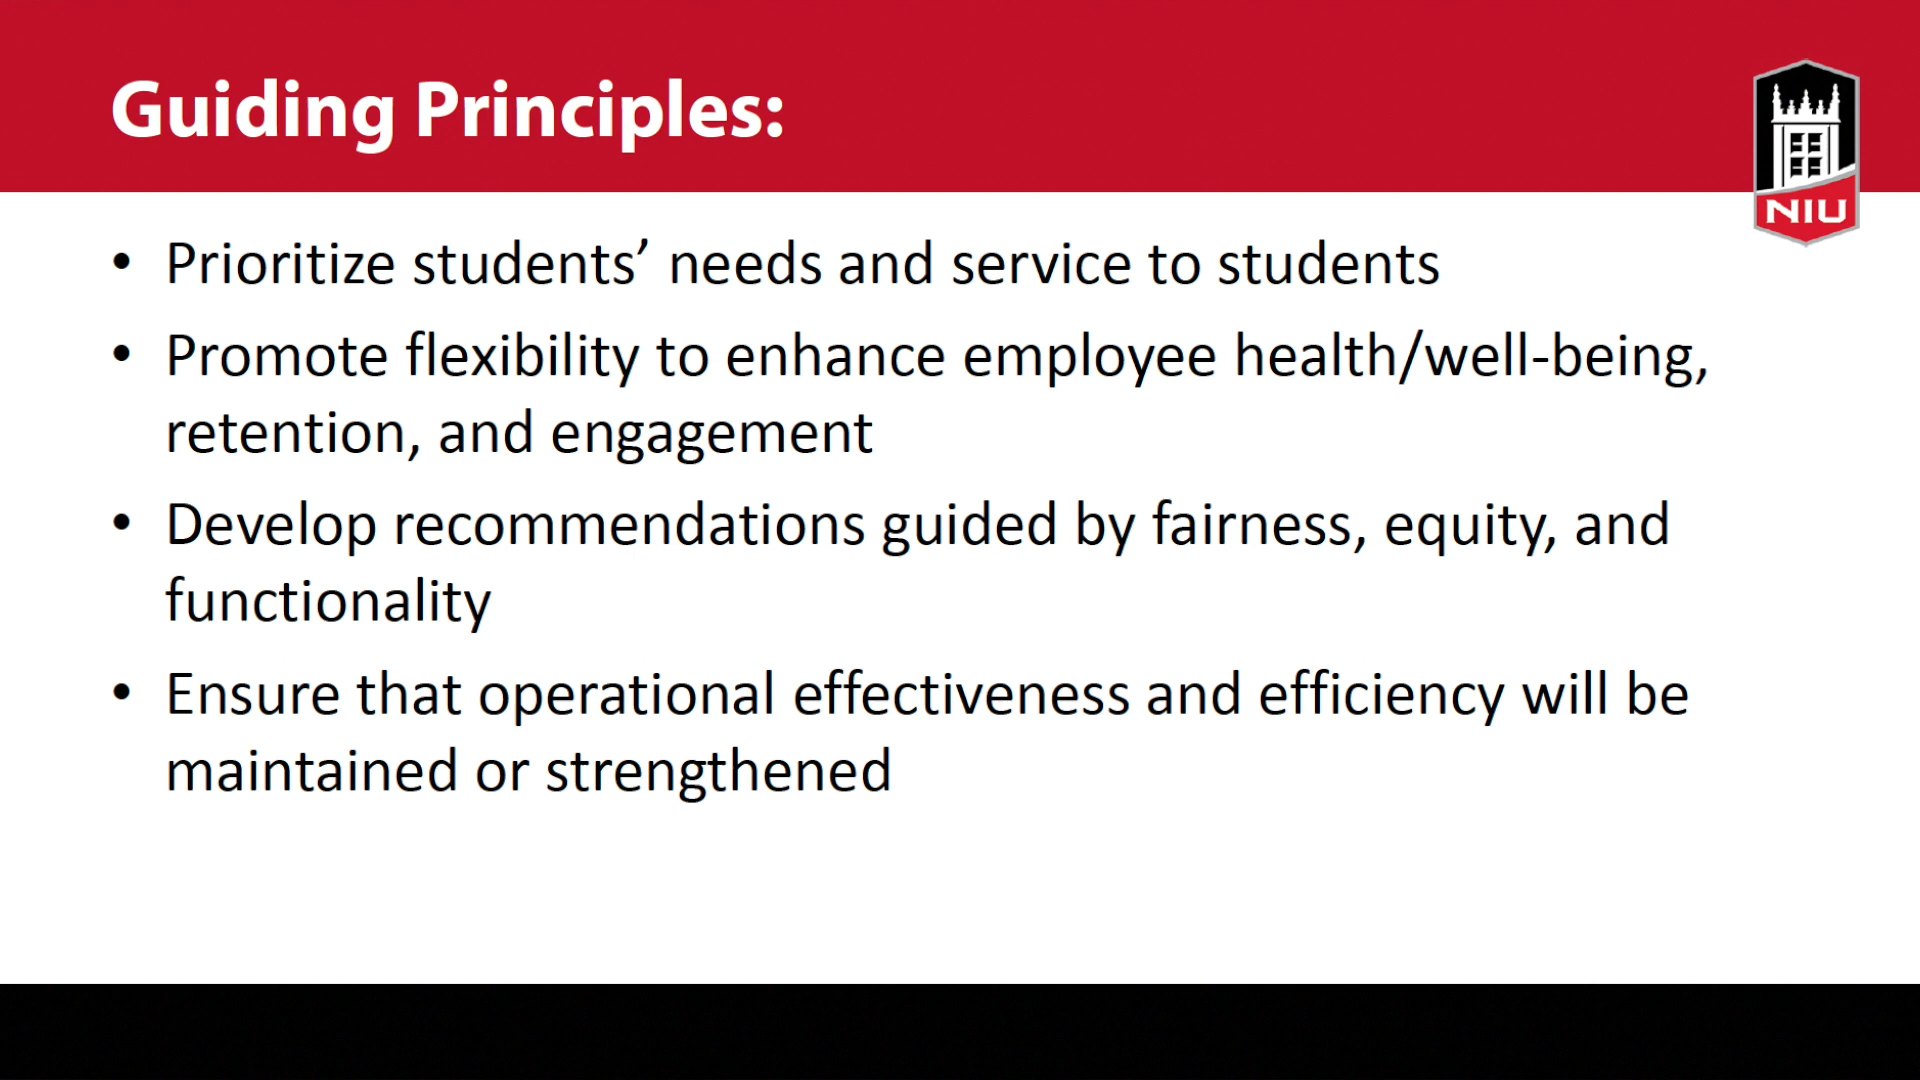 Guiding Principles:
NIU
• Prioritize students’ needs and service to students
• Promote flexibility to enhance employee health/well-being,
retention, and engagement
• Develop recommendations guided by fairness, equity, and
functionality
• Ensure that operational effectiveness and efficiency will be
maintained or strengthened